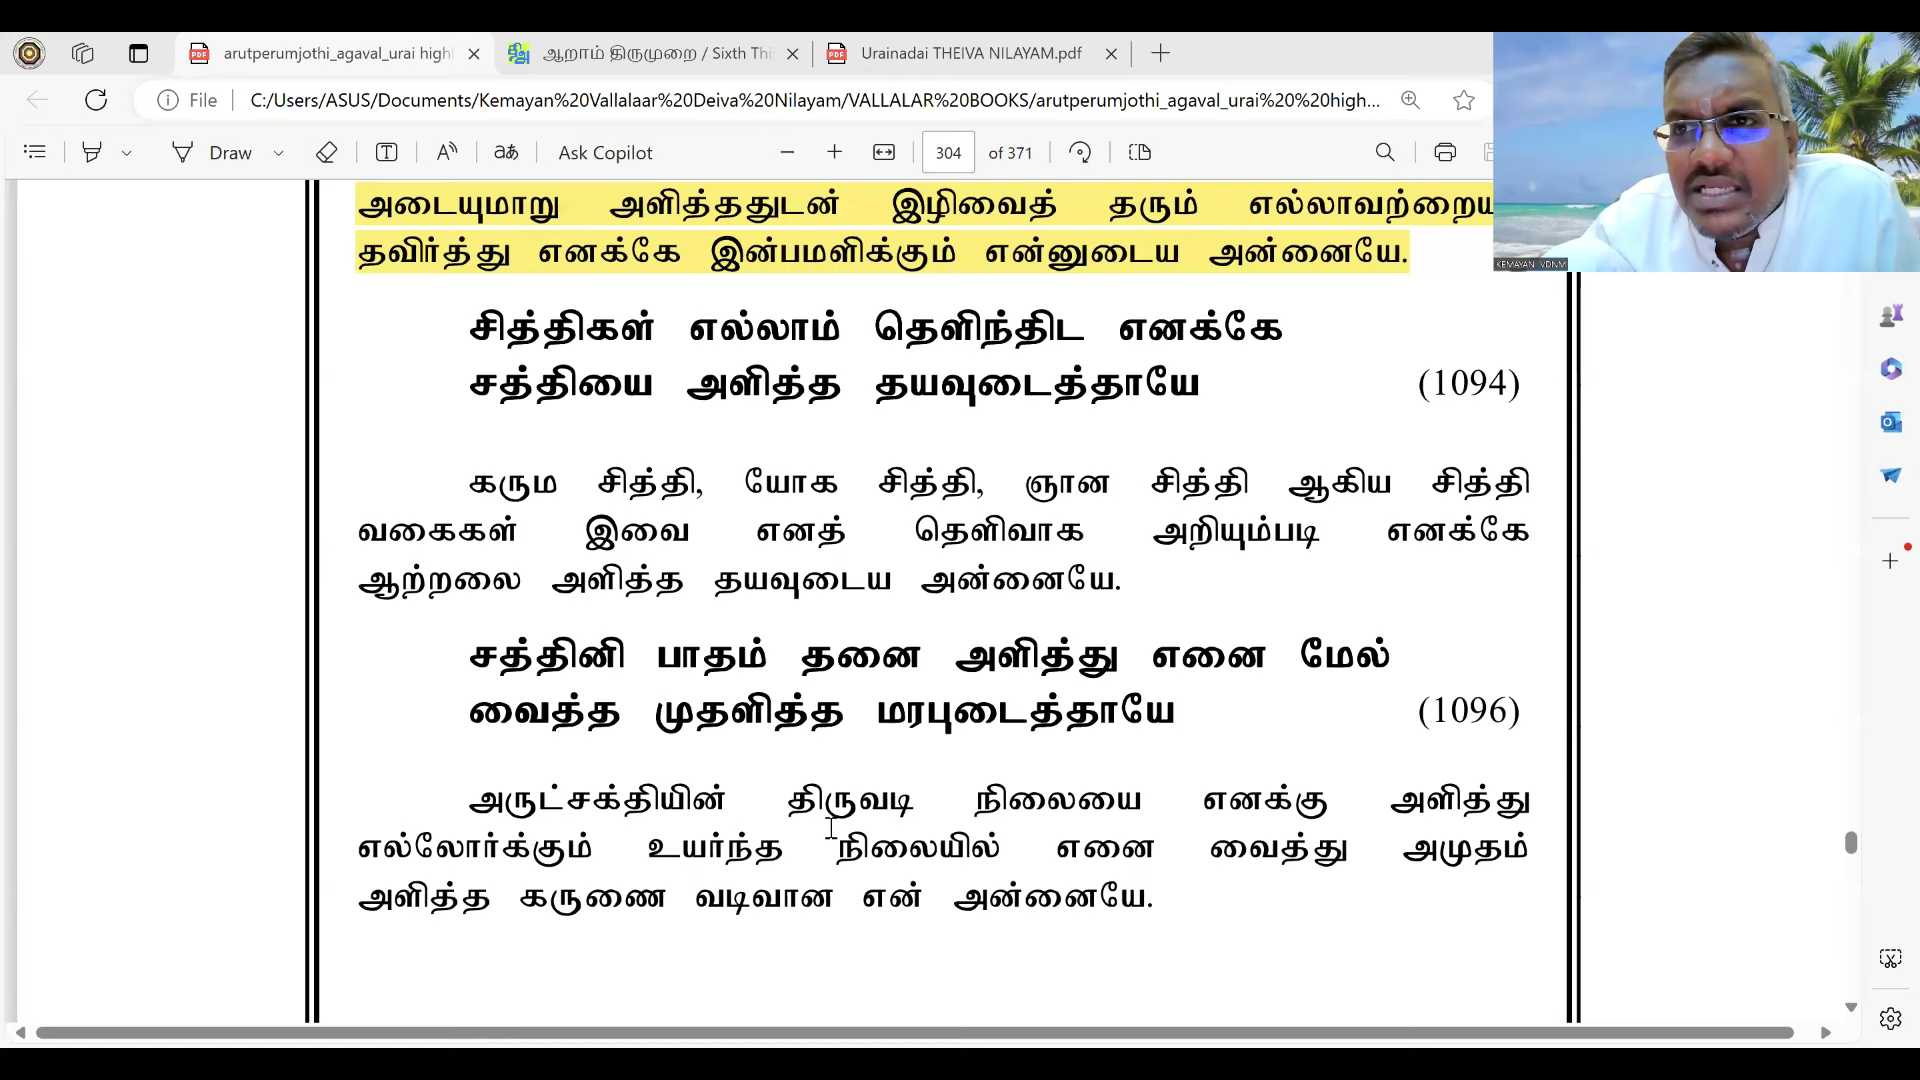 arutperumjothi_agaval_urai highl
ஆறாம் திருமுறை / Sixth Thi
Urainadai THEIVA NILAYAM.pdf
File
C:/Users/ASUS/Documents/Kemayan%20Vallalaar%20Deiva%20Nilayam/VALLALAR%20BOOKS/arutperumjothi_agaval_urai%20%20high...
Draw
Ask Copilot
304 of 371
KEMAYAN VDNM
அடையுமாறு அளித்ததுடன் இழிவைத் தரும் எல்லாவற்றைய
தவிர்த்து எனக்கே இன்பமளிக்கும் என்னுடைய அன்னையே.
சித்திகள் எல்லாம் தெளிந்திட எனக்கே
சத்தியை அளித்த தயவுடைத்தாயே (1094)
கரும சித்தி, யோக சித்தி, ஞான சித்தி ஆகிய சித்தி
வகைகள் இவை எனத் தெளிவாக அறியும்படி எனக்கே
ஆற்றலை அளித்த தயவுடைய அன்னையே.
சத்தினி பாதம் தனை அளித்து எனை மேல்
வைத்த முதளித்த மரபுடைத்தாயே (1096)
அருட்சக்தியின் திருவடி நிலையை எனக்கு அளித்து
எல்லோர்க்கும் உயர்ந்த நிலையில் எனை வைத்து அமுதம்
அளித்த கருணை வடிவான என் அன்னையே.